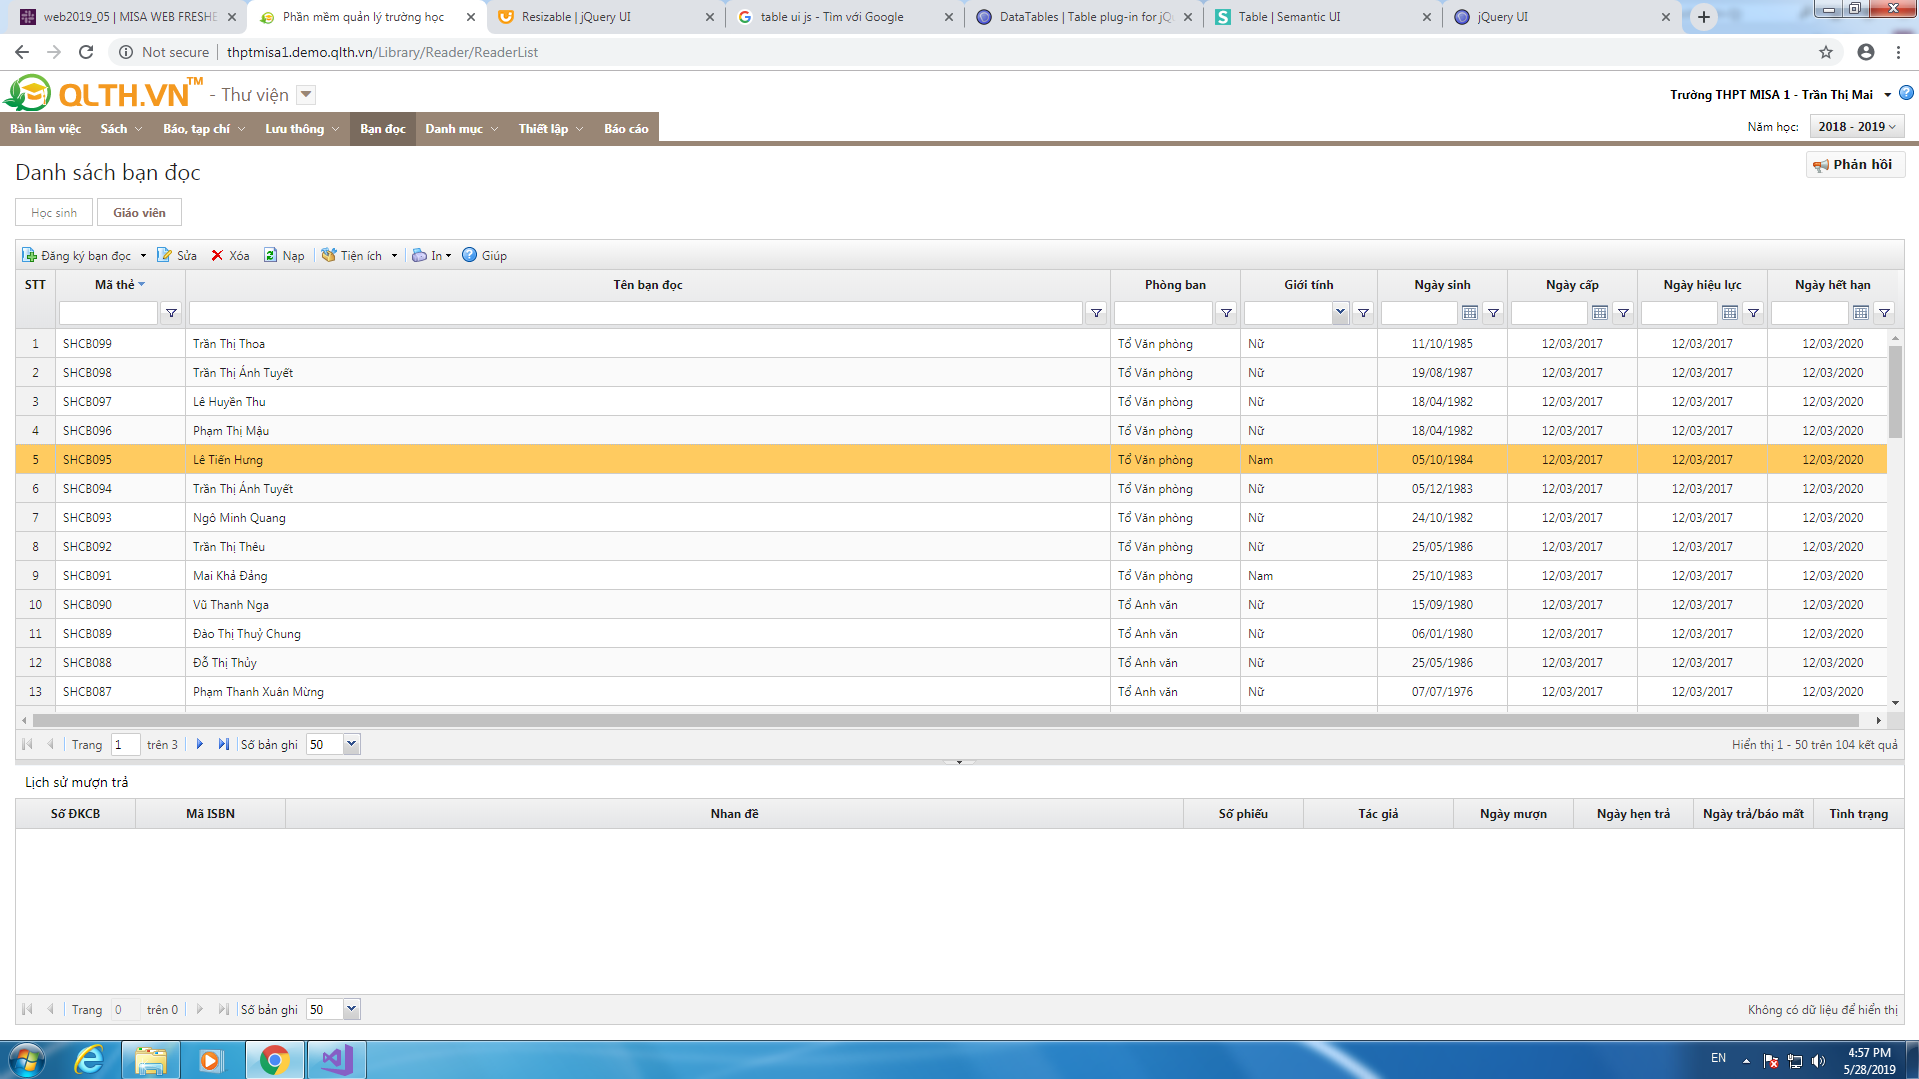 web2019_05 | MISA WEB FRESHE
Phần mềm quản lý trường học
Resizable | jQuery UI
table ui js - Tìm với Google
DataTables | Table plug-in for jQu
Table | Semantic UI
jQuery UI
Not secure
thptmisa1.demo.qlth.vn/Library/Reader/ReaderList
QLTH.VN™ - Thư viện
Trường THPT MISA 1 - Trần Thị Mai
Bàn làm việc Sách Báo, tạp chí Lưu thông Bạn đọc Danh mục Thiết lập Báo cáo
Năm học: 2018 - 2019
Danh sách bạn đọc
Phản hồi
Học sinh Giáo viên
Đăng ký bạn đọc Sửa Xóa Nạp Tiện ích In Giúp
STT Mã thẻ Tên bạn đọc Phòng ban Giới tính Ngày sinh Ngày cấp Ngày hiệu lực Ngày hết hạn
1 SHCB099 Trần Thị Thoa Tổ Văn phòng Nữ 11/10/1985 12/03/2017 12/03/2017 12/03/2020
2 SHCB098 Trần Thị Ánh Tuyết Tổ Văn phòng Nữ 19/08/1987 12/03/2017 12/03/2017 12/03/2020
3 SHCB097 Lê Huyền Thu Tổ Văn phòng Nữ 18/04/1982 12/03/2017 12/03/2017 12/03/2020
4 SHCB096 Phạm Thị Mậu Tổ Văn phòng Nữ 18/04/1982 12/03/2017 12/03/2017 12/03/2020
5 SHCB095 Lê Tiến Hưng Tổ Văn phòng Nam 05/10/1984 12/03/2017 12/03/2017 12/03/2020
6 SHCB094 Trần Thị Ánh Tuyết Tổ Văn phòng Nữ 05/12/1983 12/03/2017 12/03/2017 12/03/2020
7 SHCB093 Ngô Minh Quang Tổ Văn phòng Nữ 24/10/1982 12/03/2017 12/03/2017 12/03/2020
8 SHCB092 Trần Thị Thêu Tổ Văn phòng Nữ 25/05/1986 12/03/2017 12/03/2017 12/03/2020
9 SHCB091 Mai Khả Đảng Tổ Văn phòng Nam 25/10/1983 12/03/2017 12/03/2017 12/03/2020
10 SHCB090 Vũ Thanh Nga Tổ Anh văn Nữ 15/09/1980 12/03/2017 12/03/2017 12/03/2020
11 SHCB089 Đào Thị Thuỷ Chung Tổ Anh văn Nữ 06/01/1980 12/03/2017 12/03/2017 12/03/2020
12 SHCB088 Đỗ Thị Thủy Tổ Anh văn Nữ 25/05/1986 12/03/2017 12/03/2017 12/03/2020
13 SHCB087 Phạm Thanh Xuân Mừng Tổ Anh văn Nữ 07/07/1976 12/03/2017 12/03/2017 12/03/2020
Trang 1 trên 3 Số bản ghi 50 Hiển thị 1 - 50 trên 104 kết quả
Lịch sử mượn trả
Số ĐKCB Mã ISBN Nhan đề Số phiếu Tác giả Ngày mượn Ngày hẹn trả Ngày trả/báo mất Tình trạng
Trang 0 trên 0 Số bản ghi 50 Không có dữ liệu để hiển thị
EN
4:57 PM
5/28/2019